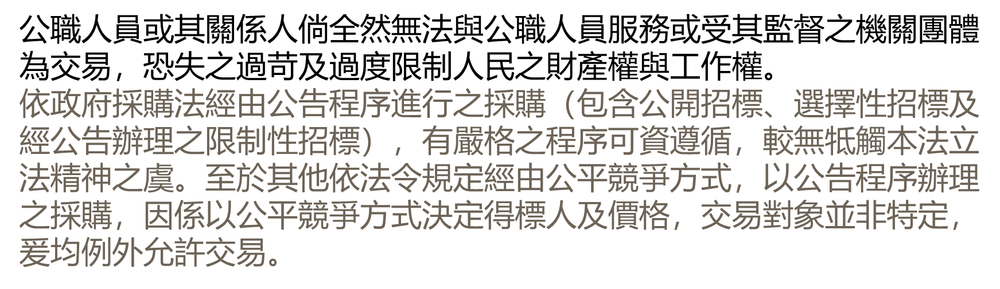 公職人員或其關係人倘全然無法與公職人員服務或受其監督之機關團體
為交易，恐失之過苛及過度限制人民之財產權與工作權。
依政府採購法經由公告程序進行之採購（包含公開招標、選擇性招標及
經公告辦理之限制性招標），有嚴格之程序可資遵循，較無牴觸本法立
法精神之虞。至於其他依法令規定經由公平競爭方式，以公告程序辦理
之採購，因係以公平競爭方式決定得標人及價格，交易對象並非特定，
爰均例外允許交易。